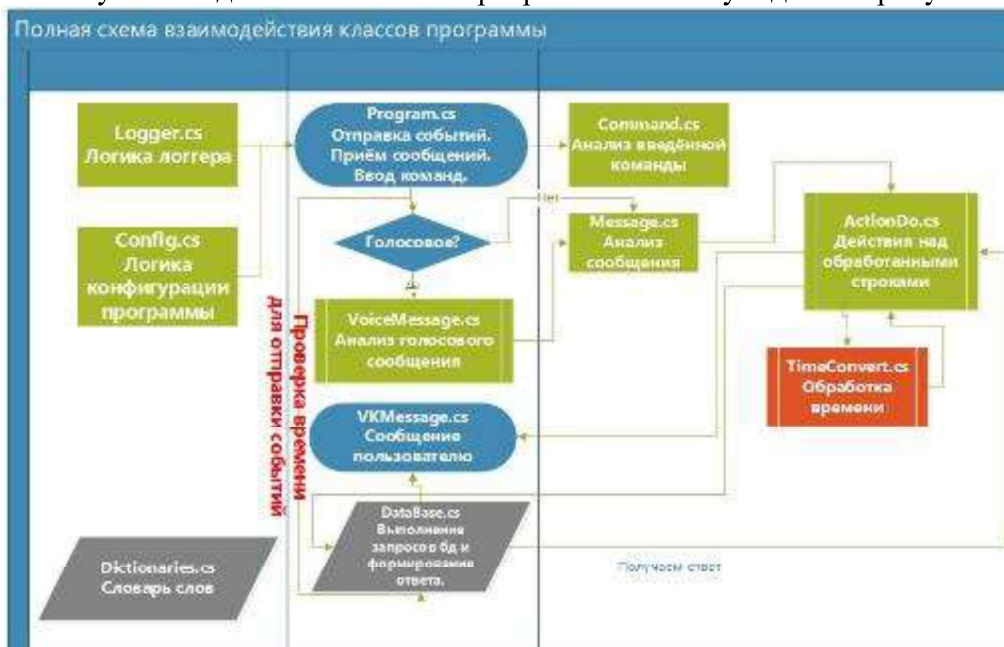 Полная схема взаимодействия классов программы
Logger.cs
Логика логгера
Config.cs
Логика
конфигурации
программы
Program.cs
Отправка событий.
Приём сообщений.
Ввод команд.
Голосовое?
Нет
VoiceMessage.cs
Анализ голосового
сообщения
Проверка времени
для отправки событий
VKMessage.cs
Сообщение
пользователю
DataBase.cs
Выполнение
запросов бд и
формирование
ответа.
Dictionaries.cs
Словарь слов
Command.cs
Анализ введённой
команды
Message.cs
Анализ
сообщения
ActionDo.cs
Действия над
обработанными
строками
TimeConvert.cs
Обработка
времени
Получаем ответ